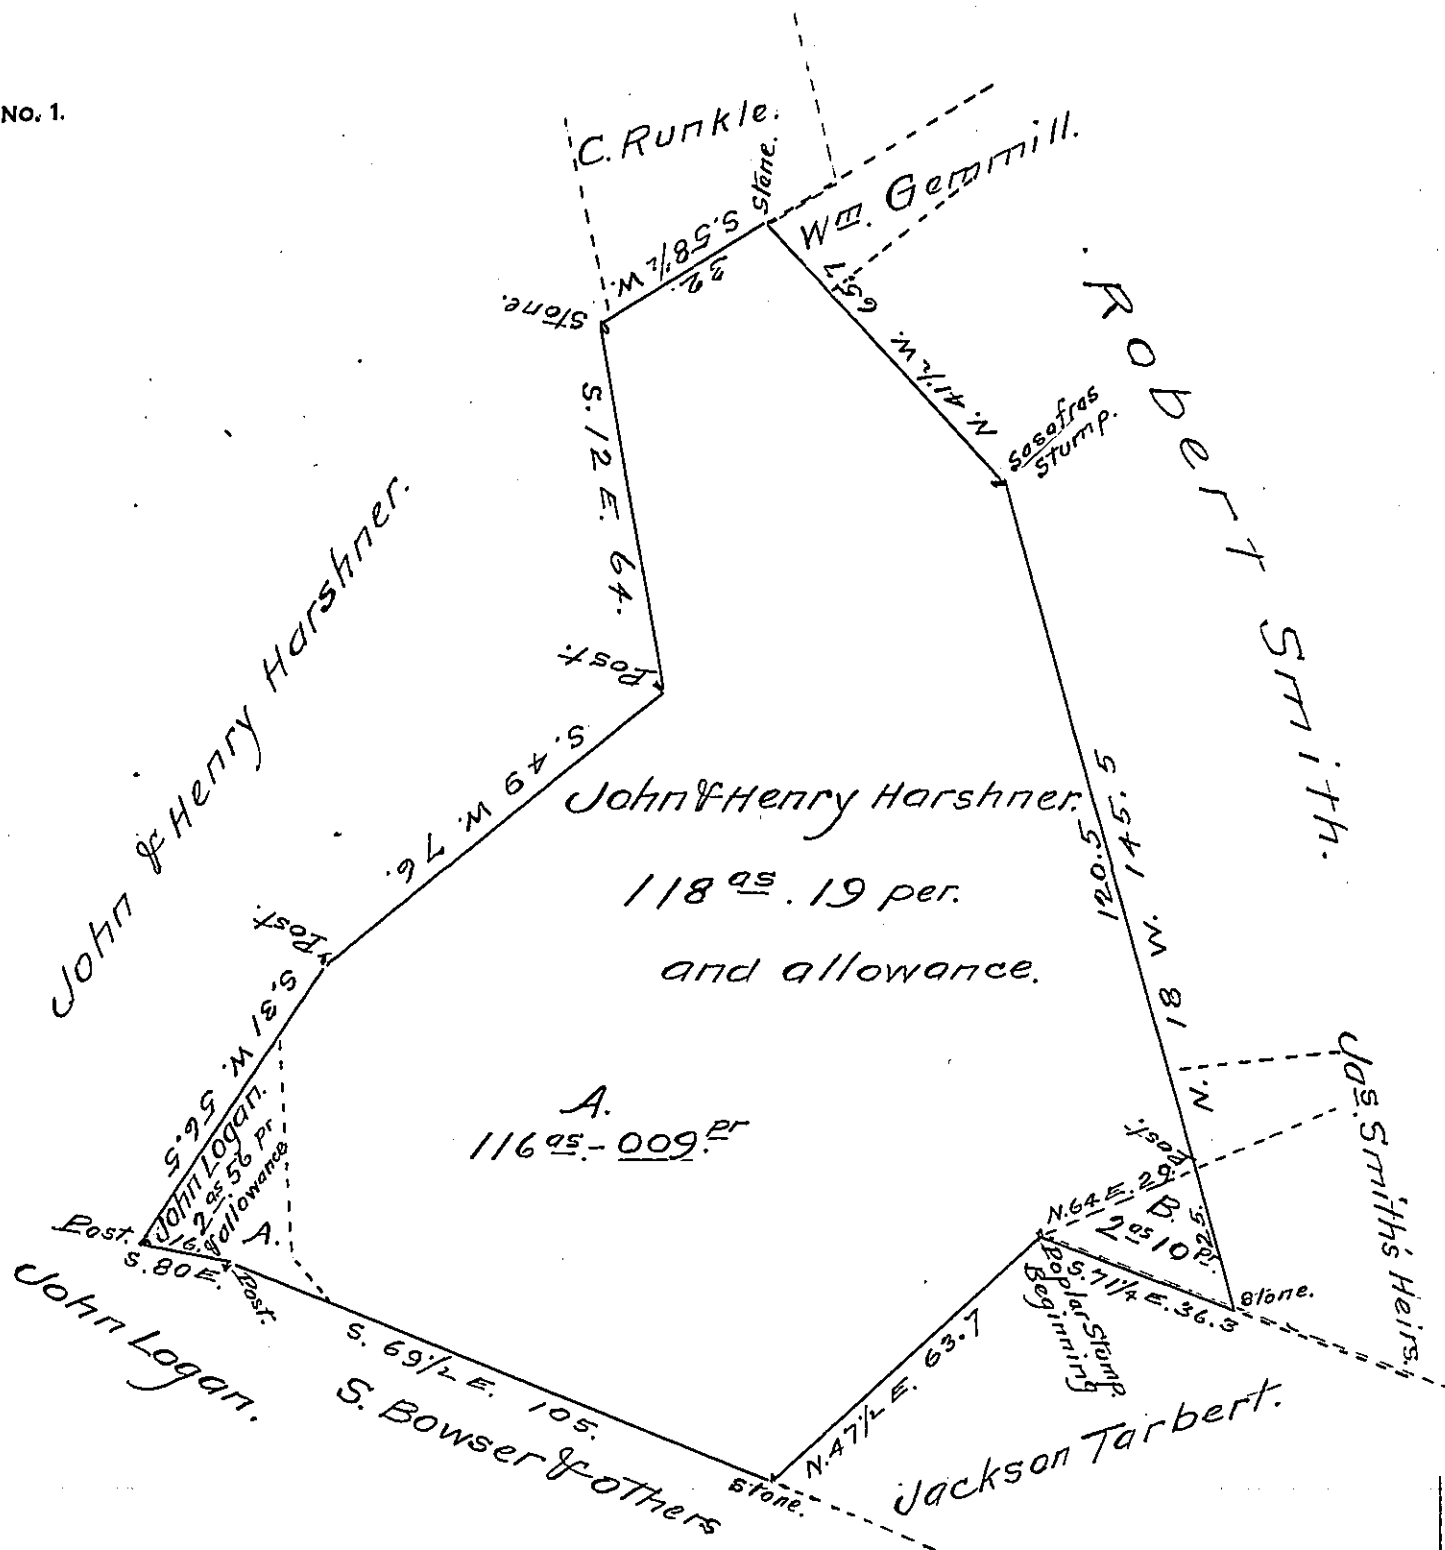 No. 1.
C. Runkle.
Stone.
Wm. Gemmill.
S. 58½ W.
32.
Stone.
65.7
N. 41½ W.
Sosofras
Stump.
Robert Smith.
S. 12 E. 64.
Post.
John & Henry Harshner.
S. 49 W. 76.
John & Henry Harshner.
118 as. 19 per.
and allowance.
120.5
N. 18 W. 145.5
Post.
S. 31 W. 56.5
John Logan.
2 as 56 pr
& allowance
A.
A.
116 as. - 009. pr
Jas. Smith's Heirs.
Post.
N. 64 E. 29.
B.
2 as 10 pr.
25.
Post.
16.
S. 80 E.
Post.
John Logan.
S. 69½ E. 105.
S. Bowser & others
Stone.
N. 47½ E. 63.7
Poplar Stump.
Beginning
S. 71¼ E. 36.3
Stone.
Jackson Tarbert.